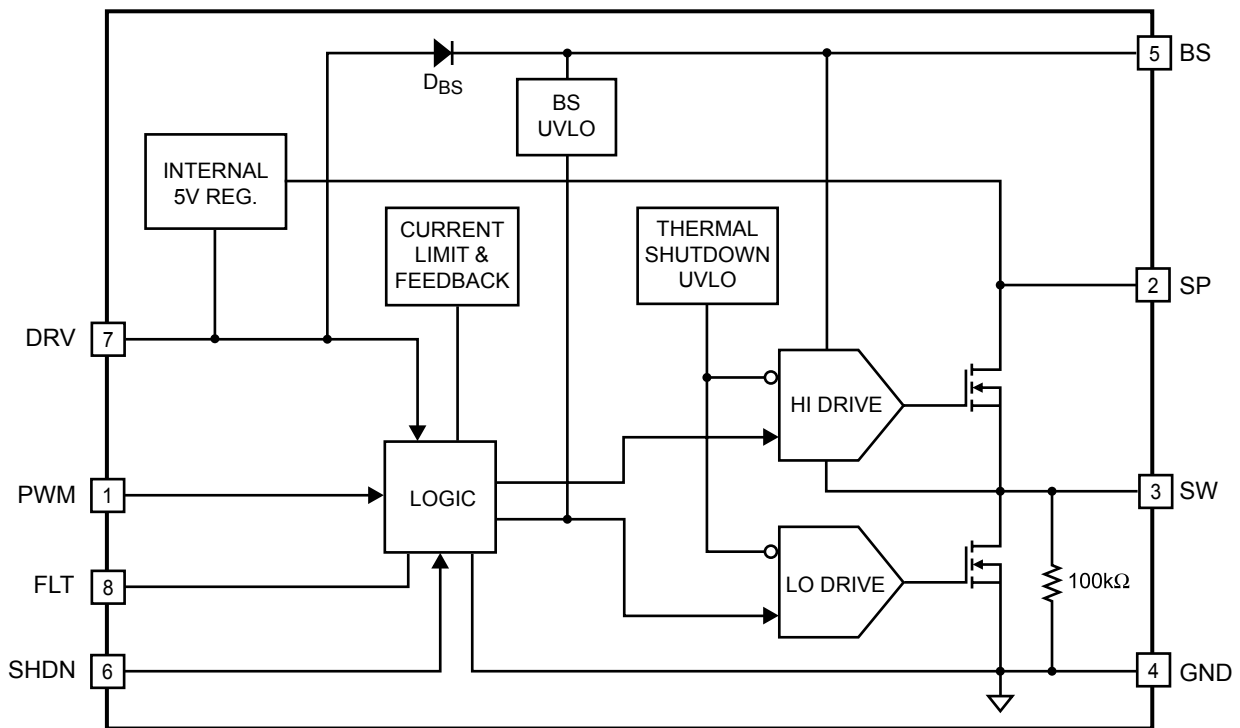 5 BS
D_BS
BS
UVLO
INTERNAL
5V REG.
CURRENT
LIMIT &
FEEDBACK
THERMAL
SHUTDOWN
UVLO
2 SP
DRV 7
HI DRIVE
PWM 1
LOGIC
3 SW
FLT 8
LO DRIVE
100kΩ
SHDN 6
4 GND